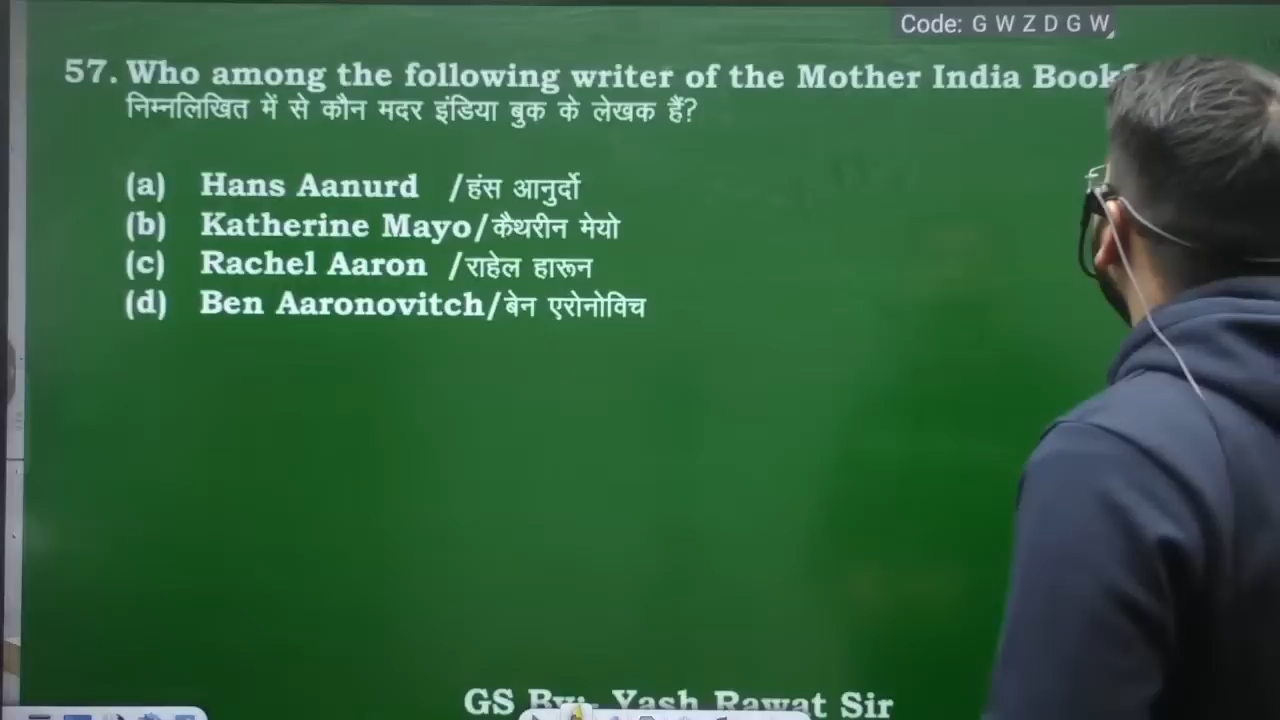 Code: G W Z D G W
57. Who among the following writer of the Mother India Book?
निम्नलिखित में से कौन मदर इंडिया बुक के लेखक हैं?
(a) Hans Aanurd /हंस आनुर्दो
(b) Katherine Mayo/कैथरीन मेयो
(c) Rachel Aaron /राहेल हारून
(d) Ben Aaronovitch/बेन एरोनोविच
GS By:- Yash Rawat Sir